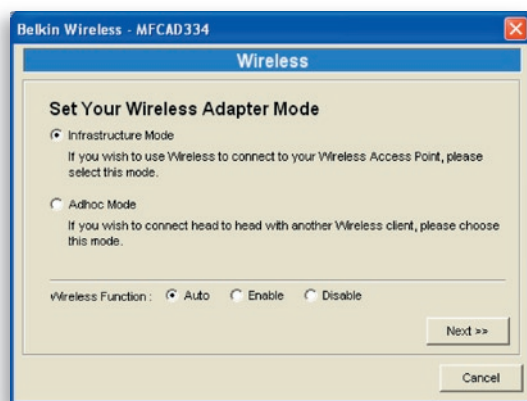 Belkin Wireless - MFCAD334
Wireless
Set Your Wireless Adapter Mode
Infrastructure Mode
If you wish to use Wireless to connect to your Wireless Access Point, please
select this mode.
Adhoc Mode
If you wish to connect head to head with another Wireless client, please choose
this mode.
Wireless Function : Auto Enable Disable
Next >>
Cancel